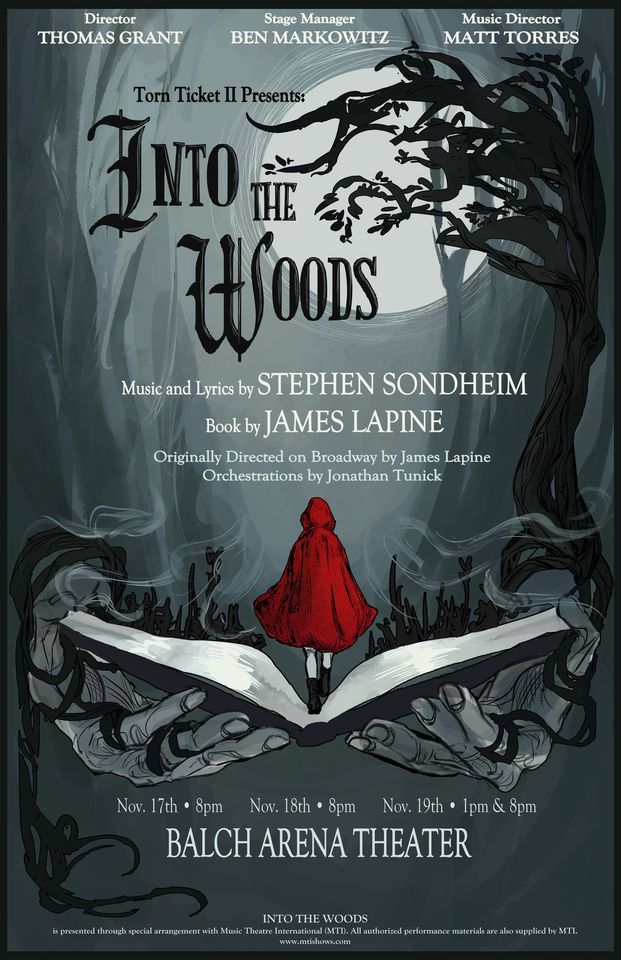 Director Stage Manager Music Director
THOMAS GRANT BEN MARKOWITZ MATT TORRES
Torn Ticket II Presents:
INTO
THE
WOODS
Music and Lyrics by STEPHEN SONDHEIM
Book by JAMES LAPINE
Originally Directed on Broadway by James Lapine
Orchestrations by Jonathan Tunick
Nov. 17th • 8pm Nov. 18th • 8pm Nov. 19th • 1pm & 8pm
BALCH ARENA THEATER
INTO THE WOODS
is presented through special arrangement with Music Theatre International (MTI). All authorized performance materials are also supplied by MTI.
www.mtishows.com